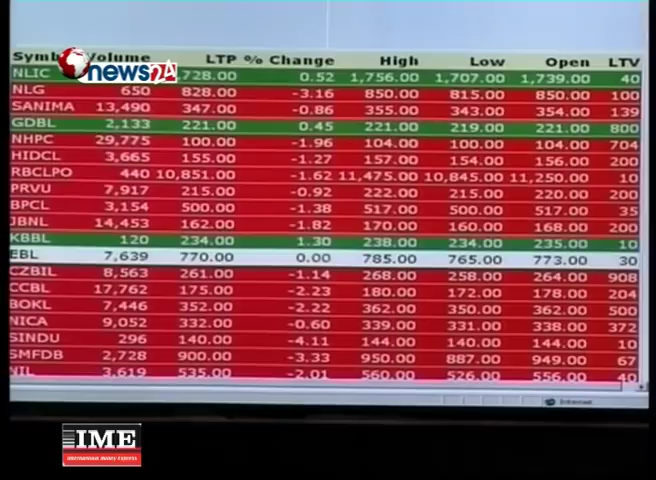 Symb Volume LTP % Change High Low Open LTV
news24
NLIC 728.00 0.52 1,756.00 1,707.00 1,739.00 40
NLG 650 828.00 -3.16 850.00 815.00 850.00 100
SANIMA 13,490 347.00 -0.86 355.00 343.00 354.00 139
GDBL 2,133 221.00 0.45 221.00 219.00 221.00 800
NHPC 29,775 100.00 -1.96 104.00 100.00 104.00 704
HIDCL 3,665 155.00 -1.27 157.00 154.00 156.00 200
RBCLPO 440 10,851.00 -1.62 11,475.00 10,845.00 11,250.00 10
PRVU 7,917 215.00 -0.92 222.00 215.00 220.00 200
BPCL 3,154 500.00 -1.38 517.00 500.00 517.00 35
JBNL 14,453 162.00 -1.82 170.00 160.00 168.00 200
KBBL 120 234.00 1.30 238.00 234.00 235.00 10
EBL 7,639 770.00 0.00 785.00 765.00 773.00 30
CZBIL 8,563 261.00 -1.14 268.00 258.00 264.00 908
CCBL 17,762 175.00 -2.23 180.00 172.00 178.00 204
BOKL 7,446 352.00 -2.22 362.00 350.00 362.00 500
NICA 9,052 332.00 -0.60 339.00 331.00 338.00 372
SINDU 296 140.00 -4.11 144.00 140.00 144.00 10
SMFDB 2,728 900.00 -3.33 950.00 887.00 949.00 67
NIL 3,619 535.00 -2.01 560.00 526.00 556.00 40
Internet
IME
International Money Express